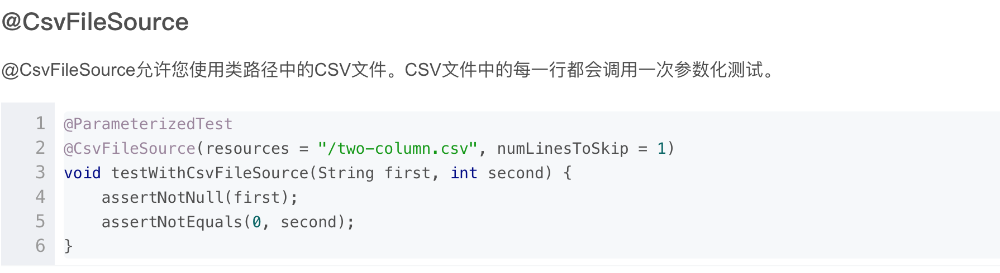 @CsvFileSource
@CsvFileSource允许您使用类路径中的CSV文件。CSV文件中的每一行都会调用一次参数化测试。
1 @ParameterizedTest
2 @CsvFileSource(resources = "/two-column.csv", numLinesToSkip = 1)
3 void testWithCsvFileSource(String first, int second) {
4     assertNotNull(first);
5     assertNotEquals(0, second);
6 }